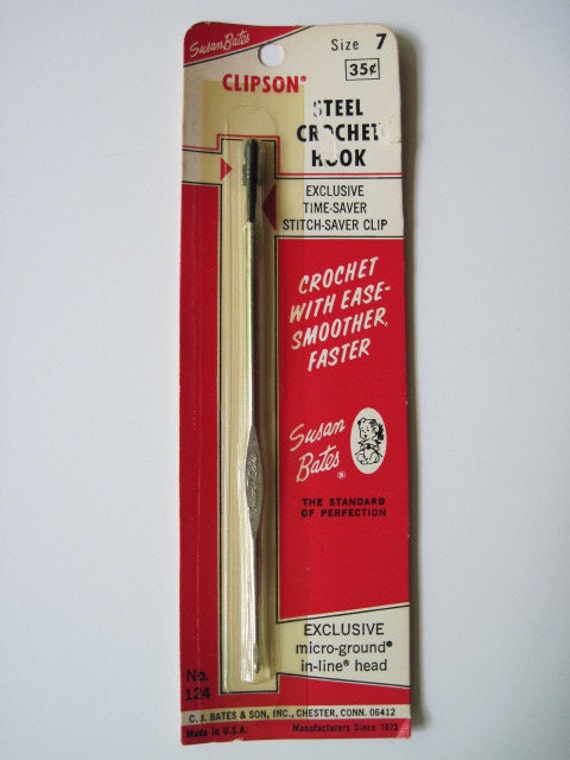 Susan Bates
Size 7
35¢
CLIPSON®
STEEL
CROCHET
HOOK
EXCLUSIVE
TIME-SAVER
STITCH-SAVER CLIP
CROCHET
WITH EASE-
SMOOTHER,
FASTER
Susan
Bates®
THE STANDARD
OF PERFECTION
EXCLUSIVE
micro-ground®
in-line® head
No.
124
C. J. BATES & SON, INC., CHESTER, CONN. 06412
Made in U.S.A. Manufacturers Since 1873